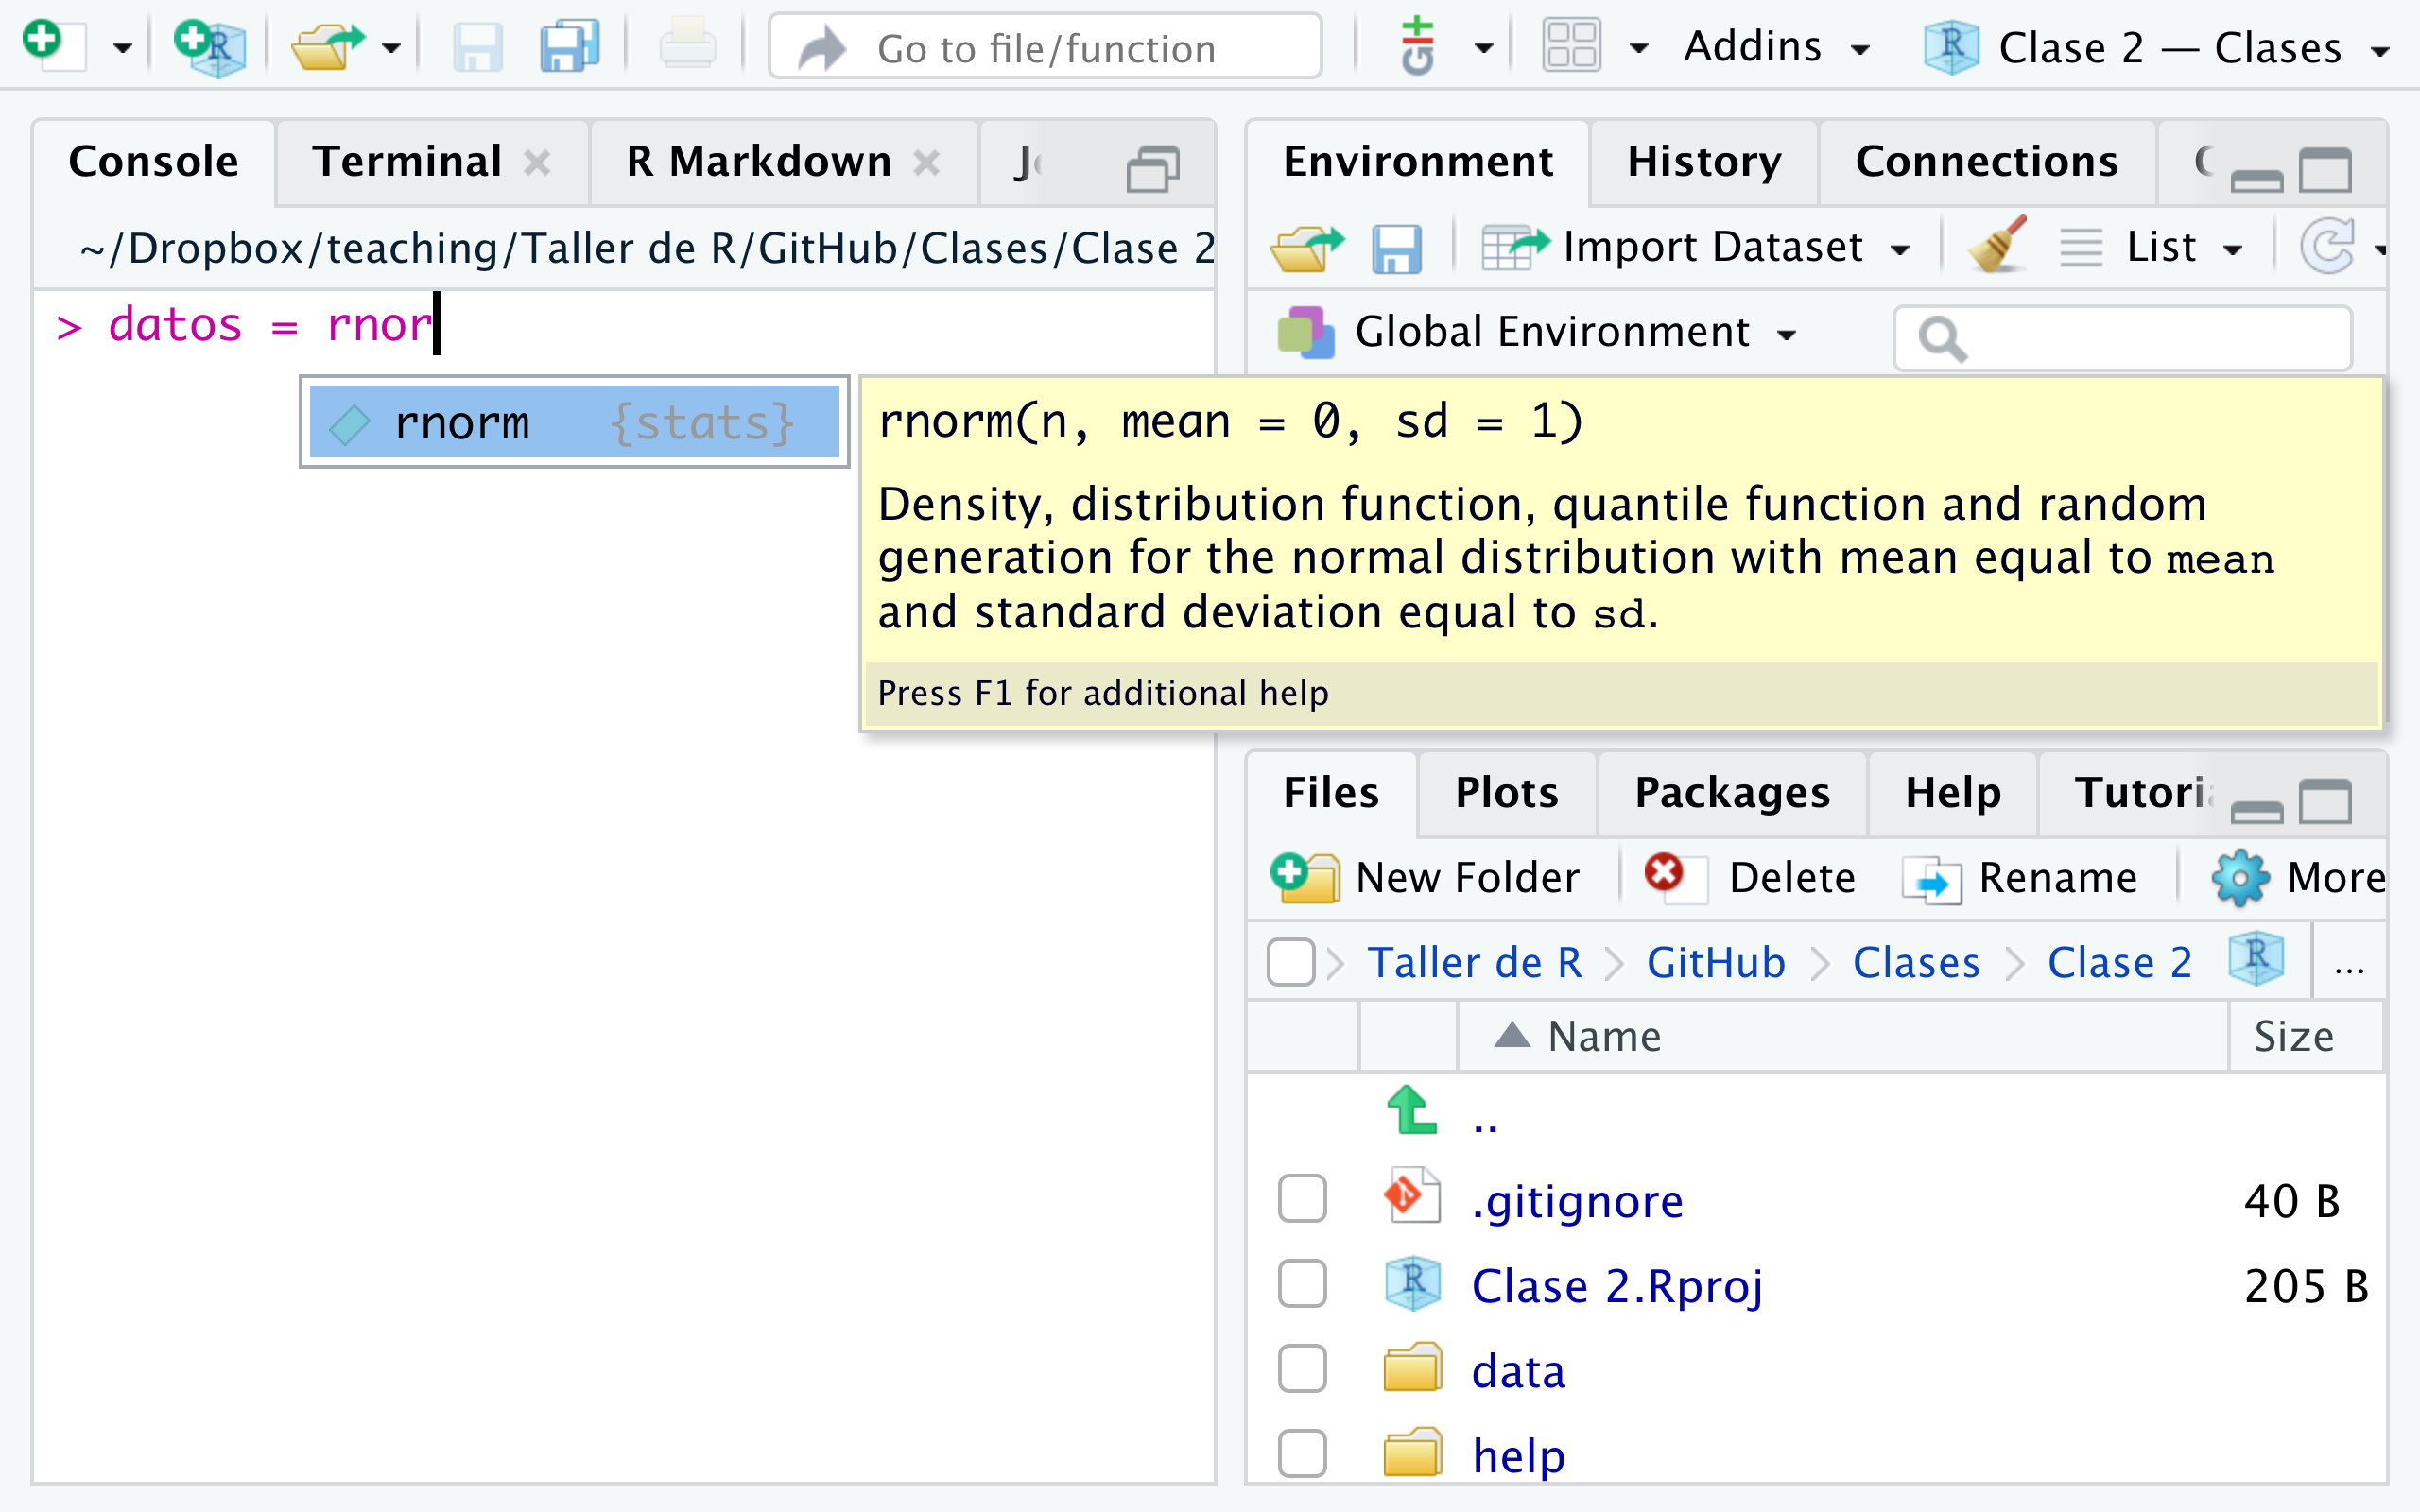 Go to file/function
Git
Addins
Clase 2 — Clases
Console
Terminal
R Markdown
~/Dropbox/teaching/Taller de R/GitHub/Clases/Clase 2
> datos = rnor
rnorm {stats}
rnorm(n, mean = 0, sd = 1)
Density, distribution function, quantile function and random
generation for the normal distribution with mean equal to mean
and standard deviation equal to sd.
Press F1 for additional help
Environment
History
Connections
Import Dataset
List
Global Environment
Files
Plots
Packages
Help
New Folder
Delete
Rename
More
Taller de R
GitHub
Clases
Clase 2
...
Name
Size
..
.gitignore
40 B
Clase 2.Rproj
205 B
data
help